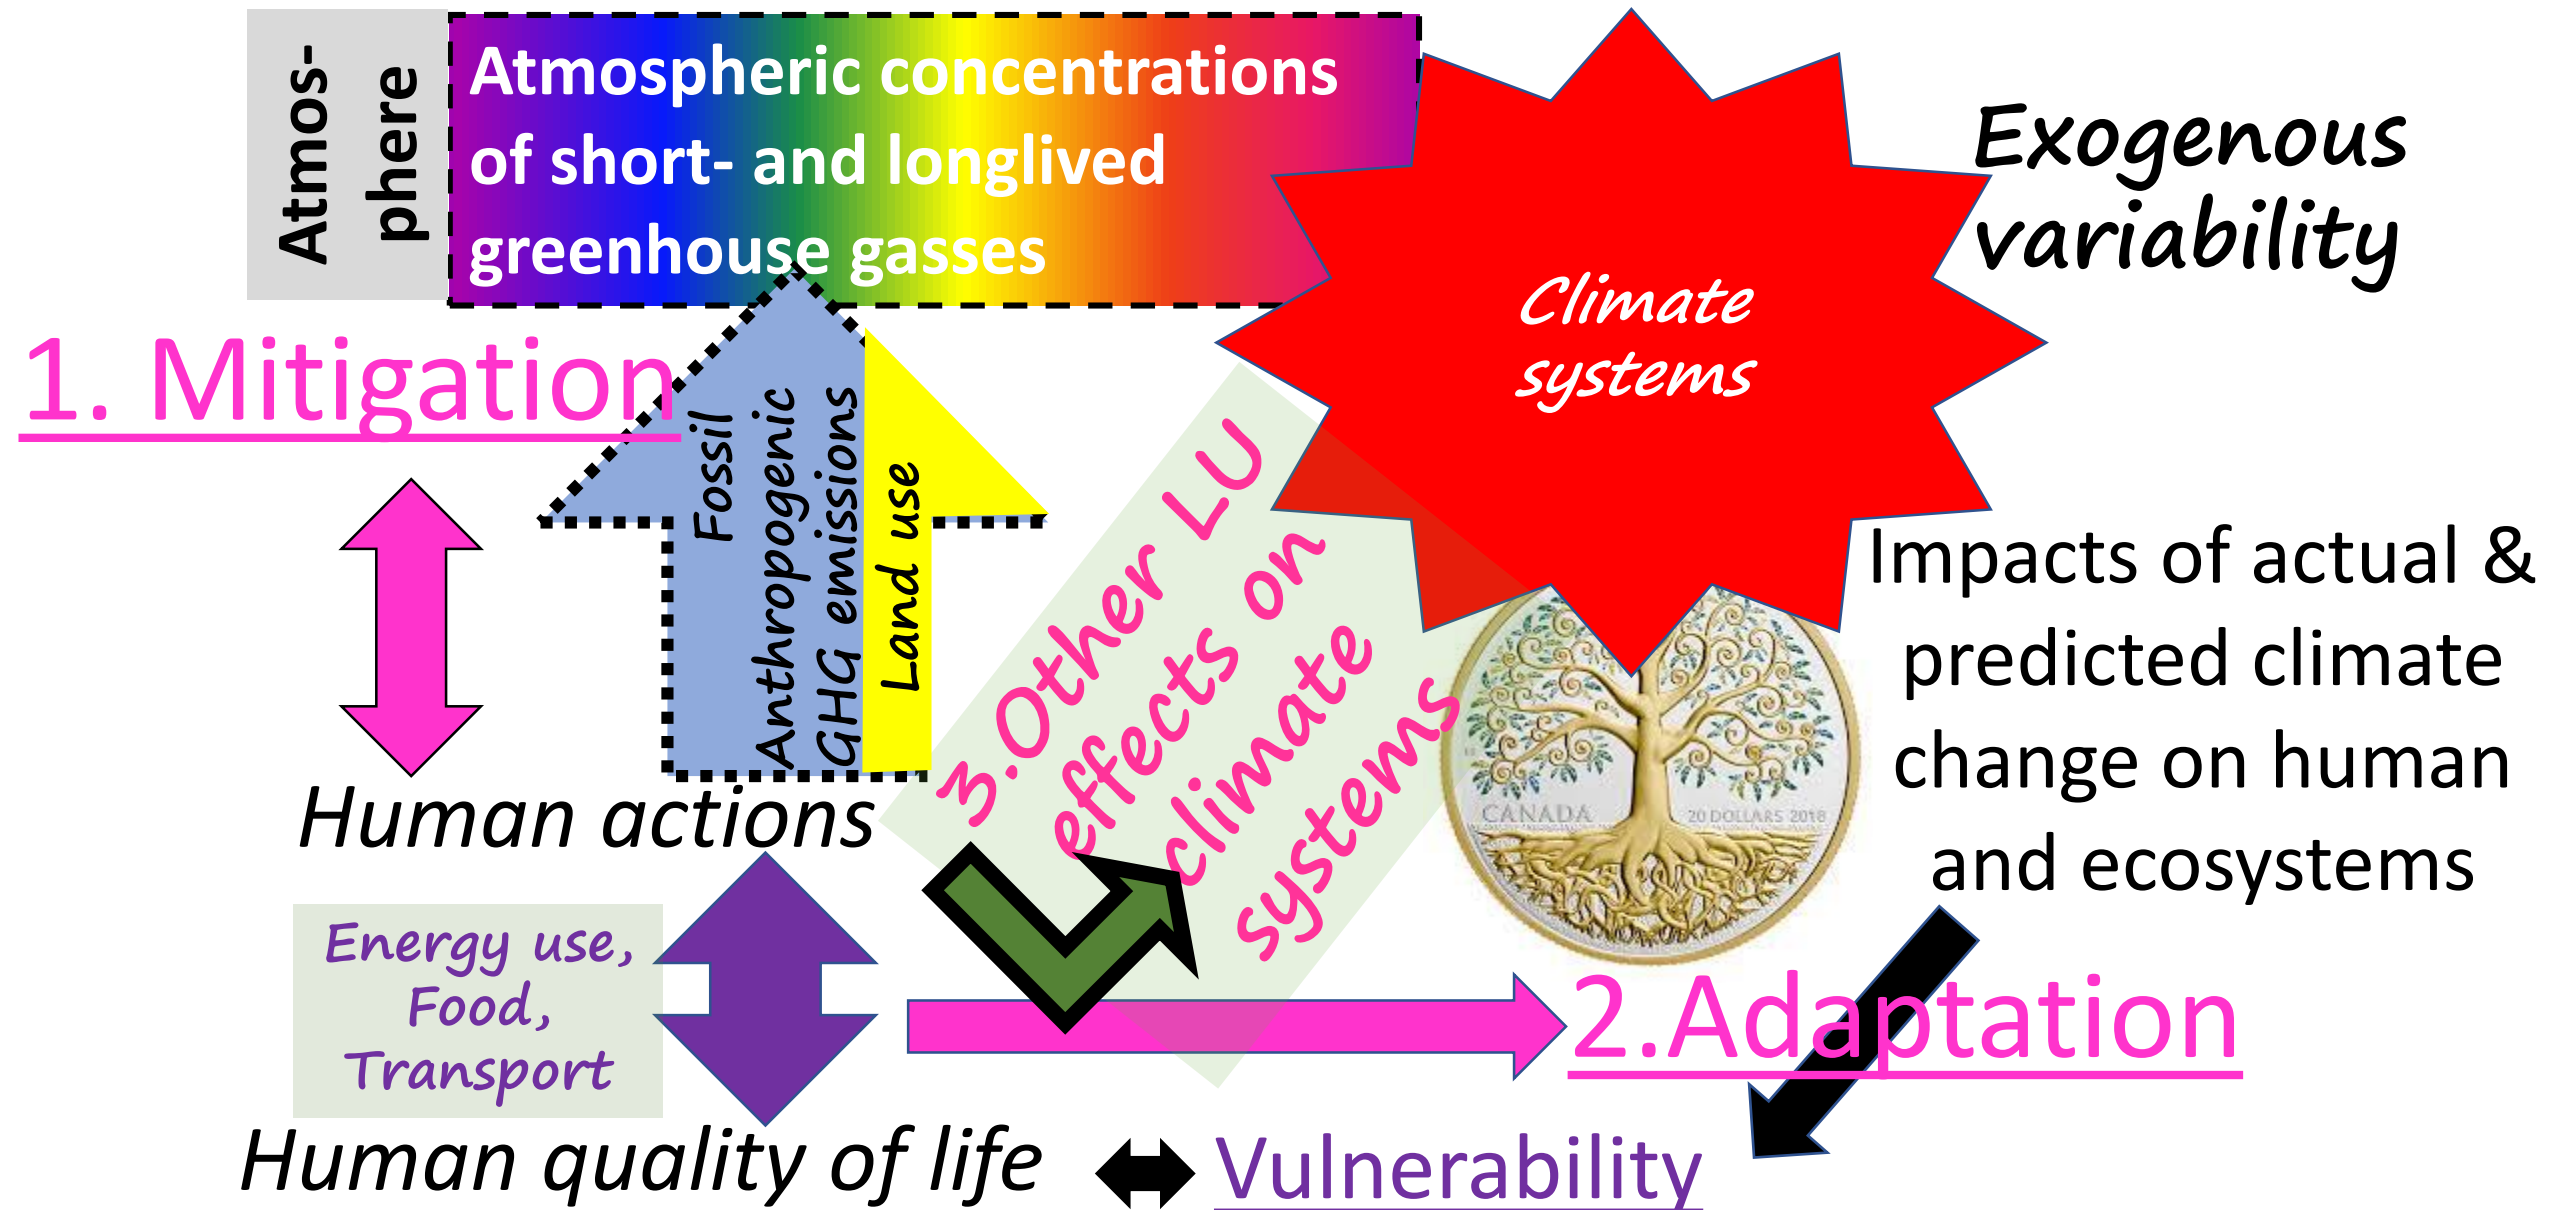 Atmos-
phere
Atmospheric concentrations
of short- and longlived
greenhouse gasses
Climate
systems
Exogenous
variability
1. Mitigation
Fossil
Anthropogenic
GHG emissions
Land use
3.Other LU
effects on
climate
systems
Impacts of actual &
predicted climate
change on human
and ecosystems
CANADA
20 DOLLARS 2018
Human actions
Energy use,
Food,
Transport
2.Adaptation
Human quality of life
Vulnerability